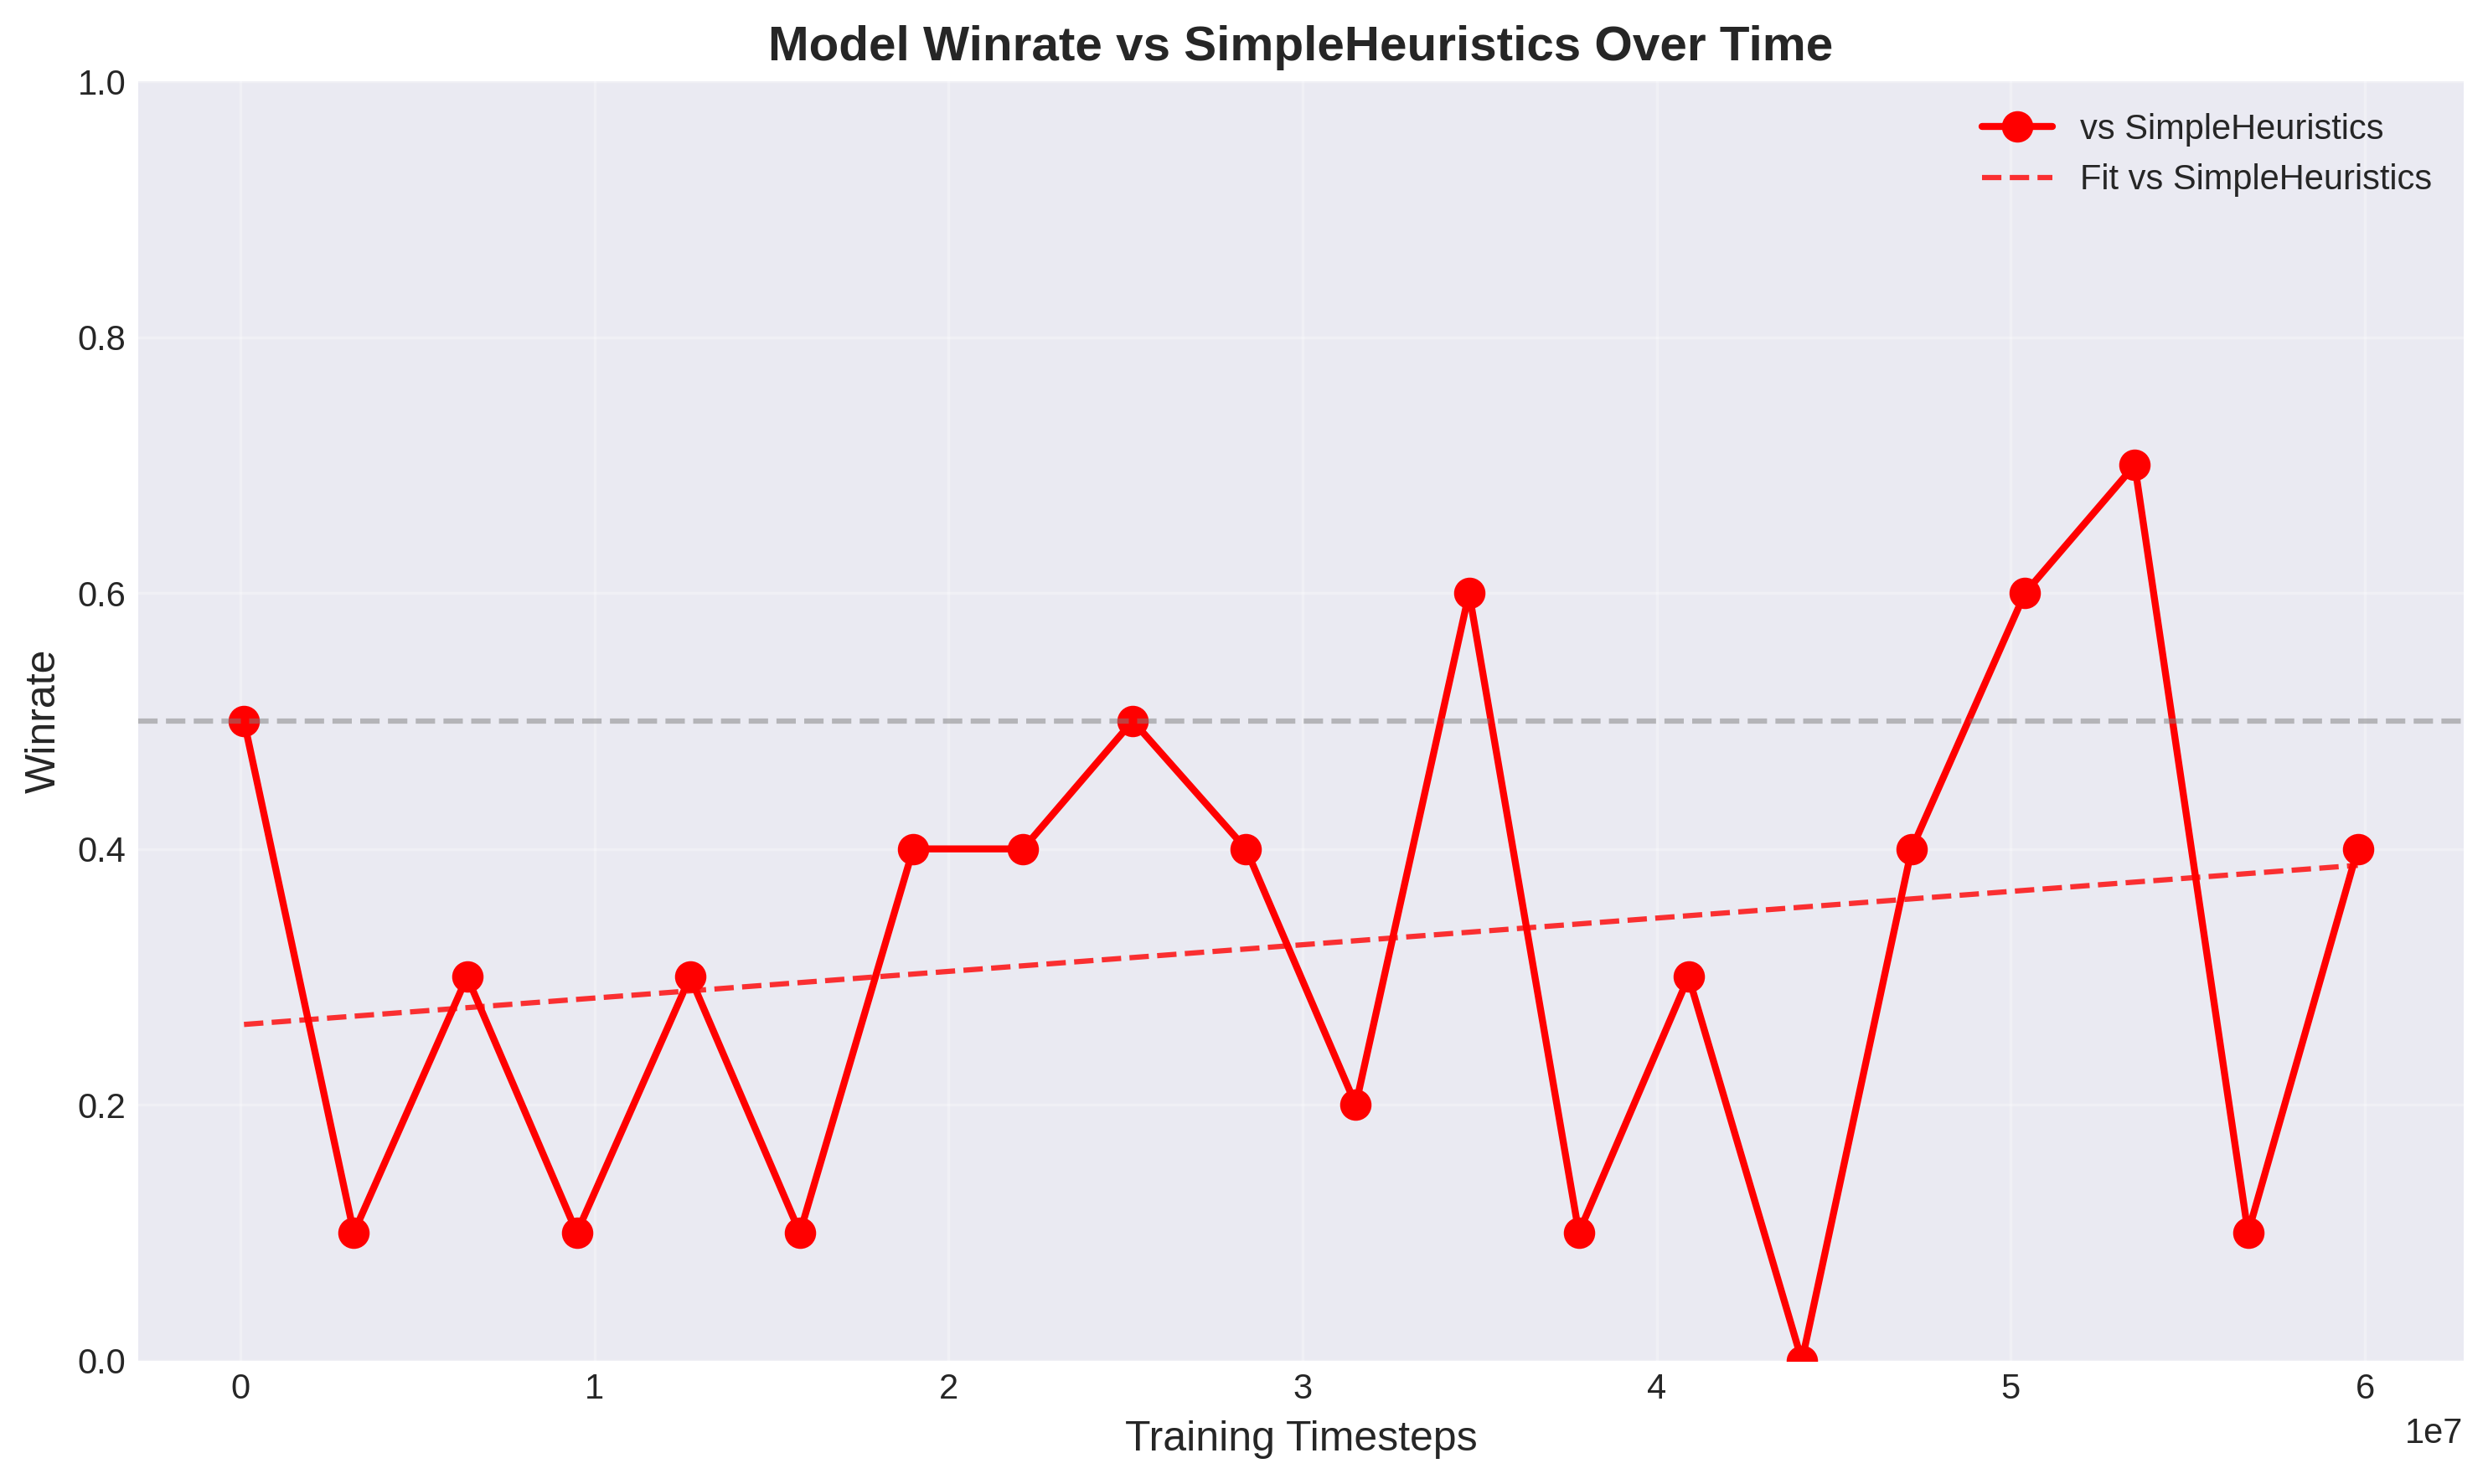 Model Winrate vs SimpleHeuristics Over Time
1.0
0.8
0.6
0.4
0.2
0.0
Winrate
vs SimpleHeuristics
Fit vs SimpleHeuristics
0 1 2 3 4 5 6
1e7
Training Timesteps